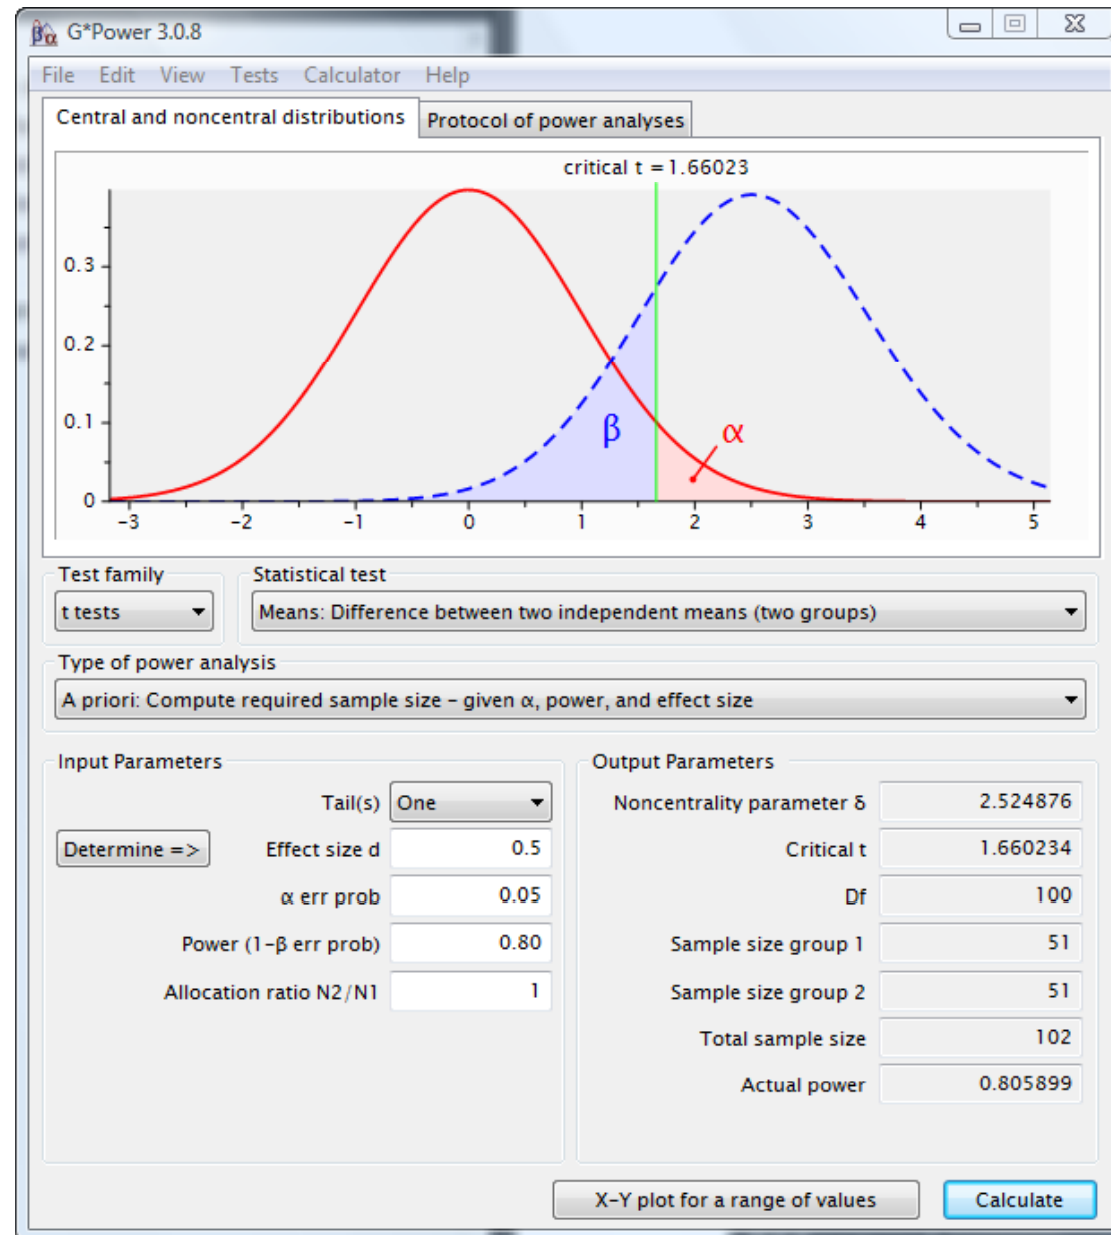 G*Power 3.0.8
File Edit View Tests Calculator Help
Central and noncentral distributions Protocol of power analyses
critical t = 1.66023
0.3
0.2
0.1
0
β
α
-3 -2 -1 0 1 2 3 4 5
Test family Statistical test
t tests Means: Difference between two independent means (two groups)
Type of power analysis
A priori: Compute required sample size – given α, power, and effect size
Input Parameters
Tail(s) One
Determine => Effect size d 0.5
α err prob 0.05
Power (1-β err prob) 0.80
Allocation ratio N2/N1 1
Output Parameters
Noncentrality parameter δ 2.524876
Critical t 1.660234
Df 100
Sample size group 1 51
Sample size group 2 51
Total sample size 102
Actual power 0.805899
X-Y plot for a range of values Calculate